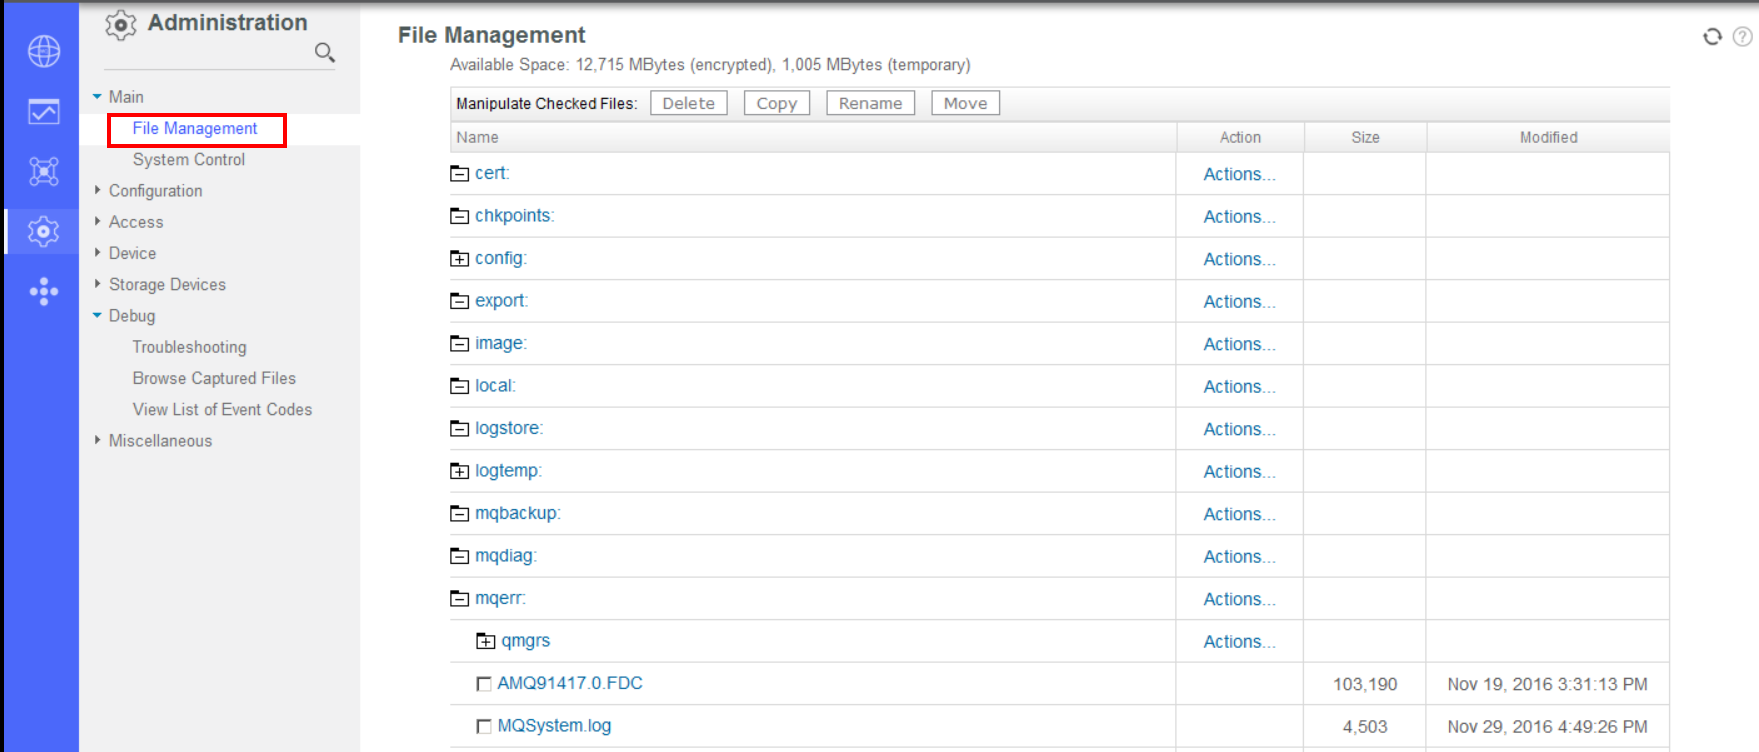 Administration
Main
File Management
System Control
Configuration
Access
Device
Storage Devices
Debug
Troubleshooting
Browse Captured Files
View List of Event Codes
Miscellaneous
File Management
?
Available Space: 12,715 MBytes (encrypted), 1,005 MBytes (temporary)
Manipulate Checked Files: Delete Copy Rename Move
Name Action Size Modified
cert: Actions...
chkpoints: Actions...
config: Actions...
export: Actions...
image: Actions...
local: Actions...
logstore: Actions...
logtemp: Actions...
mqbackup: Actions...
mqdiag: Actions...
mqerr: Actions...
qmgrs Actions...
AMQ91417.0.FDC 103,190 Nov 19, 2016 3:31:13 PM
MQSystem.log 4,503 Nov 29, 2016 4:49:26 PM